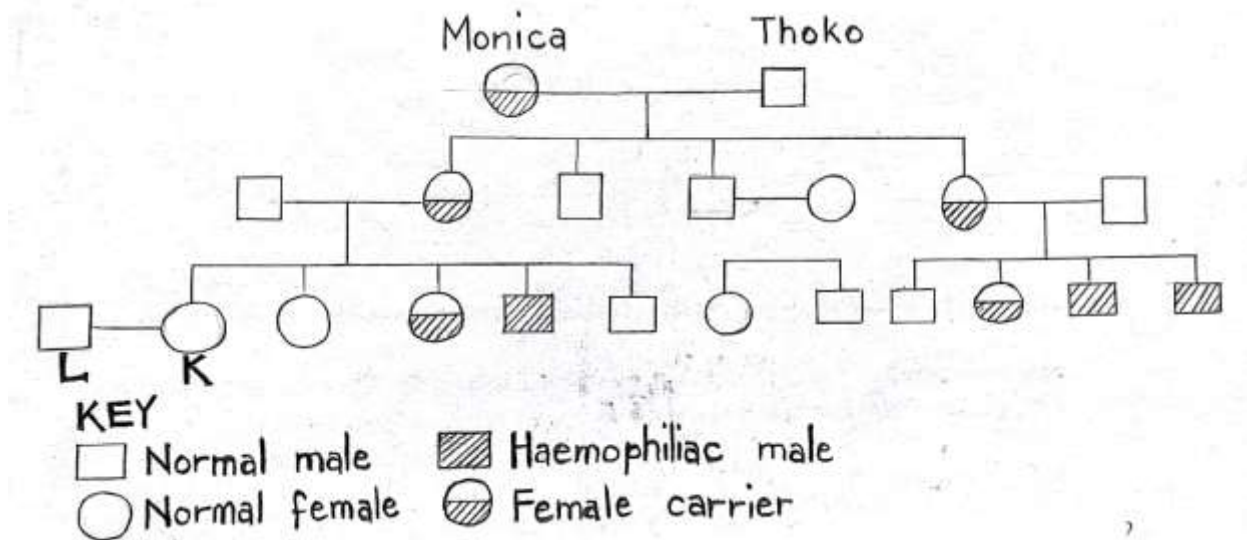 Monica Thoko
L K
KEY
Normal male Haemophiliac male
Normal female Female carrier